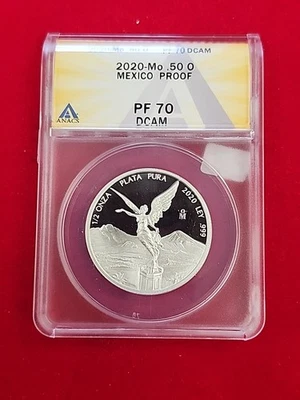 PF 70 DCAM
2020-Mo .50 O
MEXICO PROOF
ANACS
PF 70
DCAM
1/2 ONZA PLATA PURA 2020 LEY .999
Mo